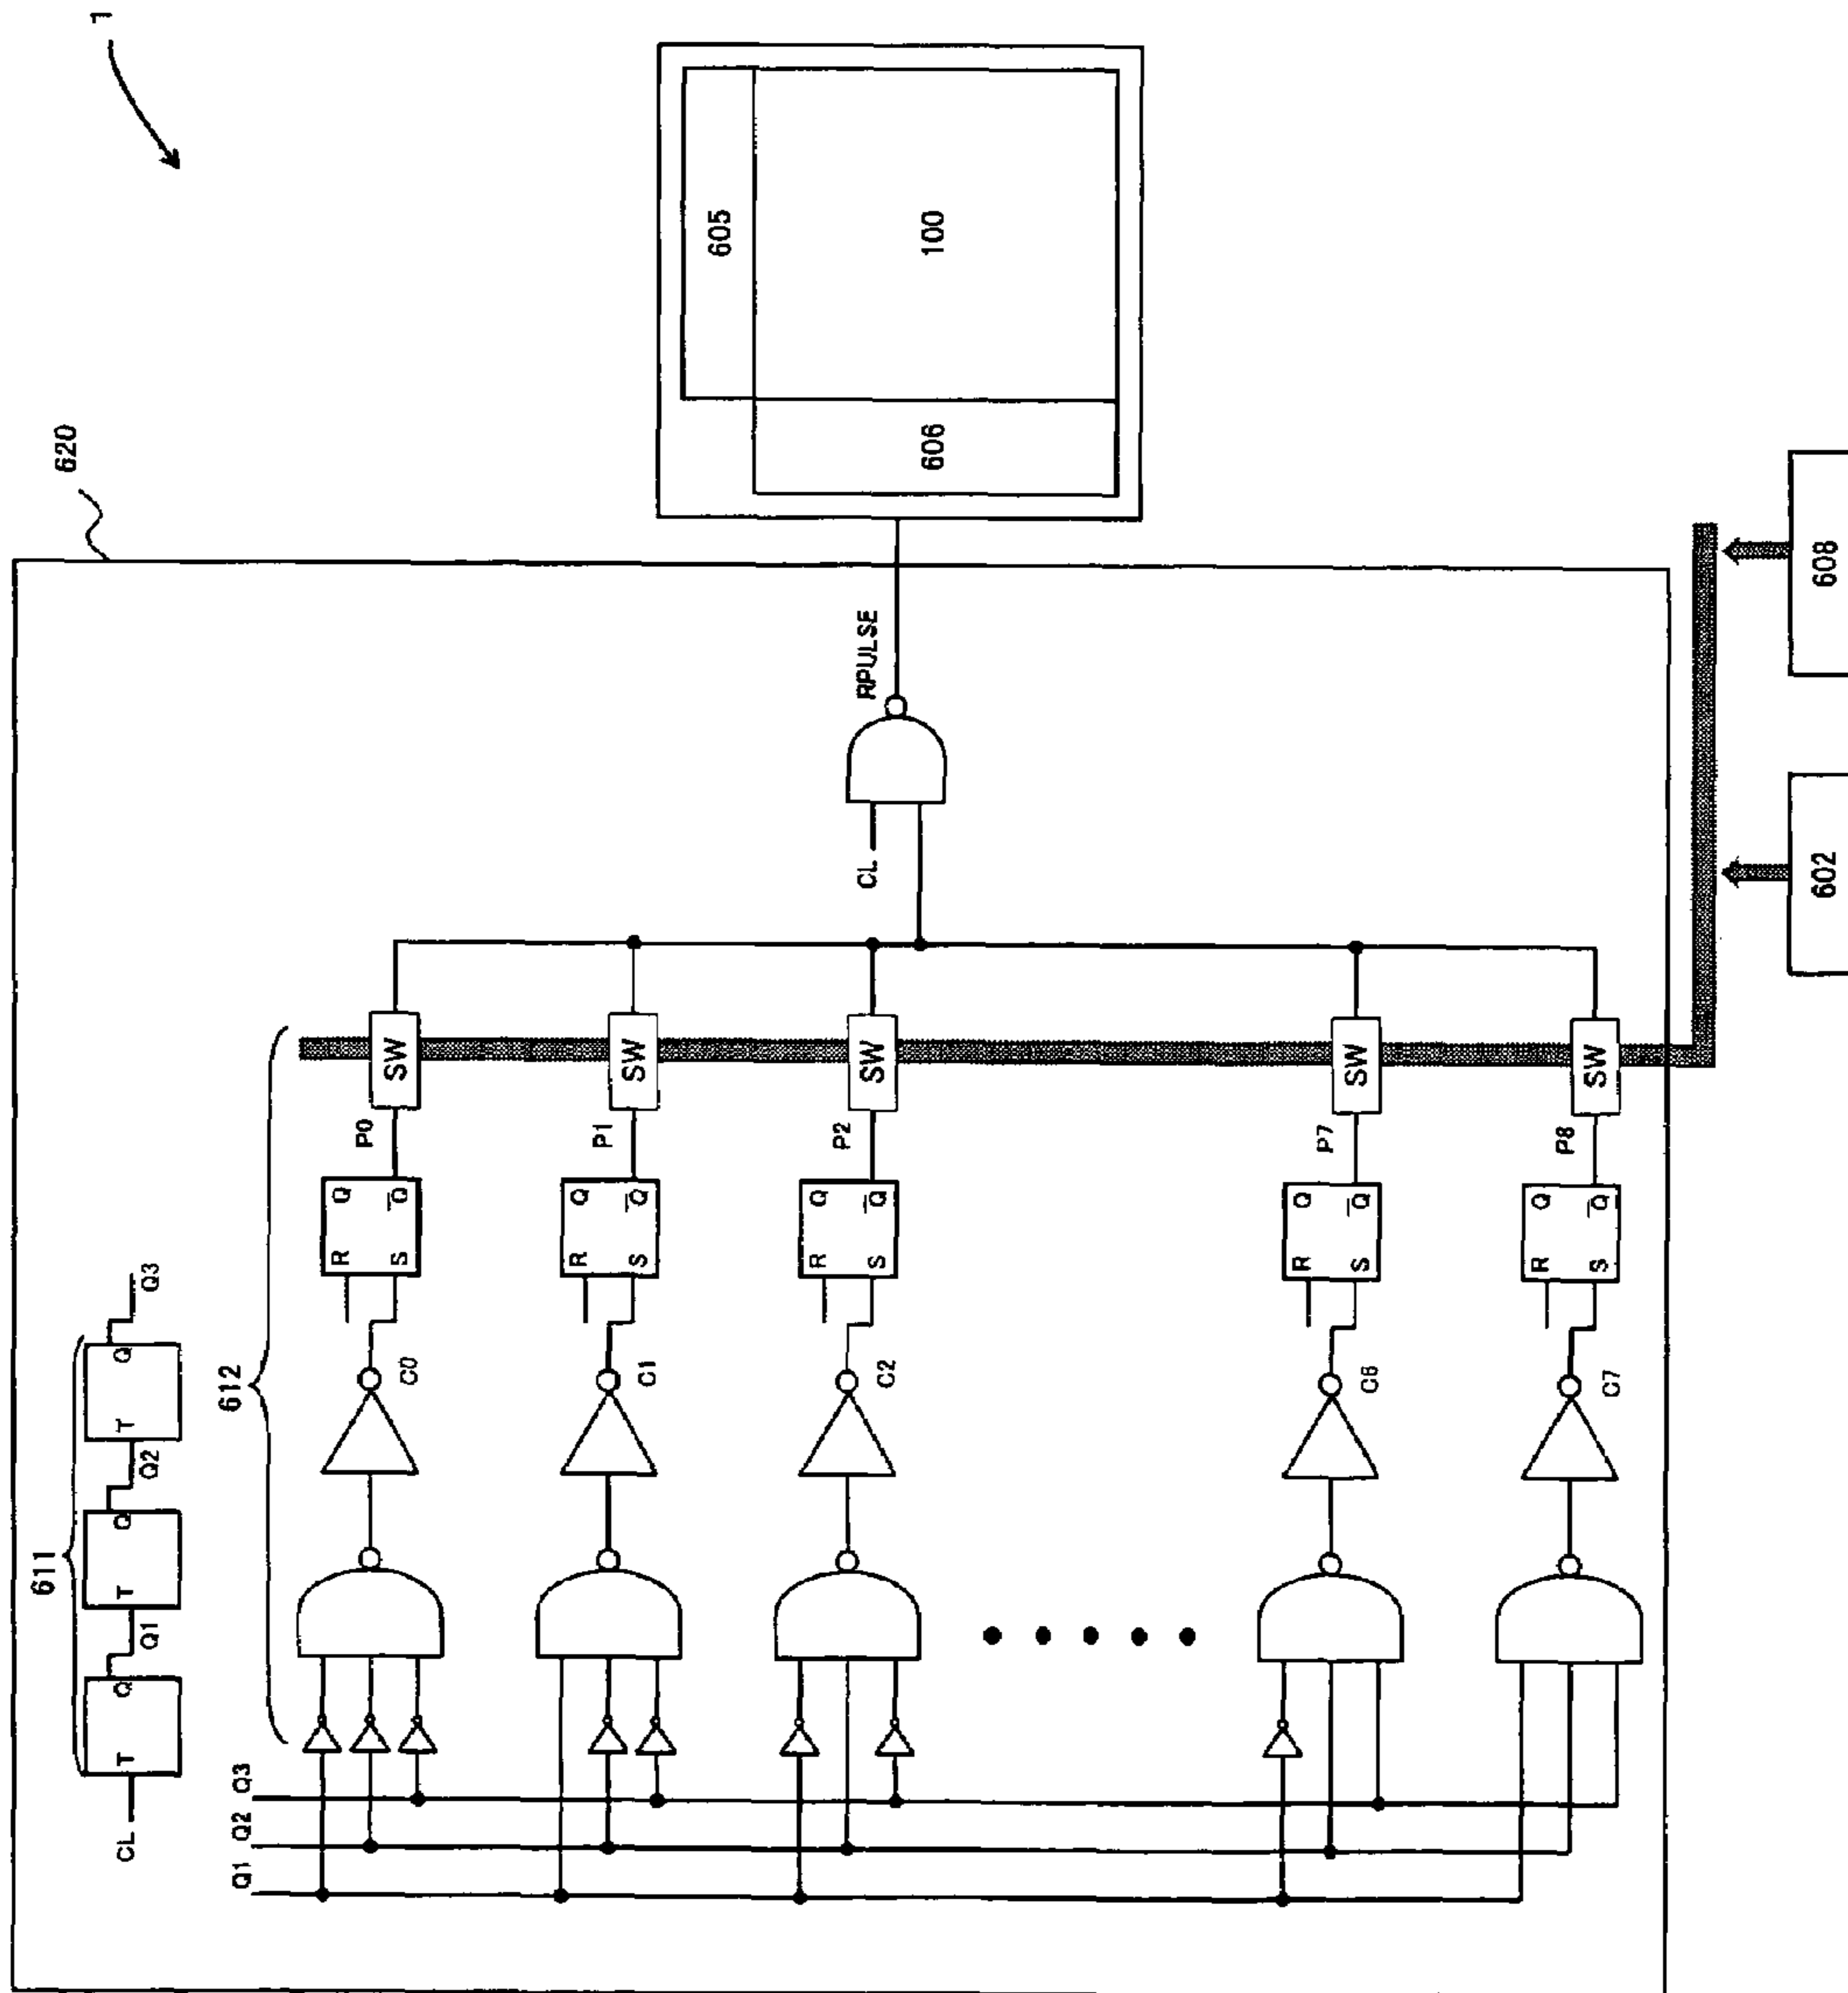 1
620
611
CL
T
Q
Q1
T
Q
Q2
T
Q
Q3
612
Q1
Q2
Q3
C0
R
S
Q
Q
P0
SW
C1
R
S
Q
Q
P1
SW
C2
R
S
Q
Q
P2
SW
C6
R
S
Q
Q
P7
SW
C7
R
S
Q
Q
P8
SW
CL
RPULSE
605
606
100
602
608